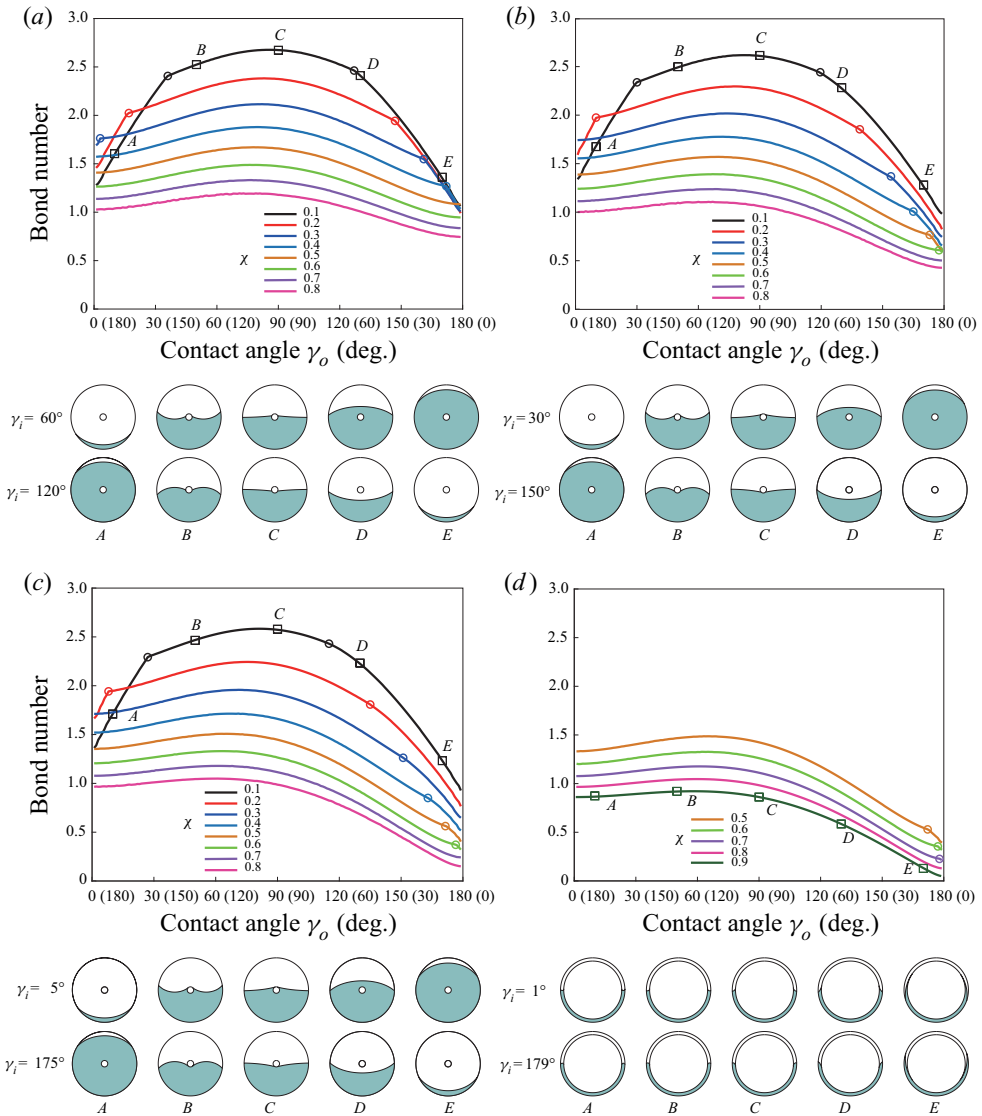 (a)
3.0
2.5
2.0
1.5
1.0
0.5
0
Bond number
A
B
C
D
E
χ
0.1
0.2
0.3
0.4
0.5
0.6
0.7
0.8
0 (180) 30 (150) 60 (120) 90 (90) 120 (60) 150 (30) 180 (0)
Contact angle γo (deg.)
γi = 60°
γi = 120°
A B C D E
(b)
3.0
2.5
2.0
1.5
1.0
0.5
0
A
B
C
D
E
χ
0.1
0.2
0.3
0.4
0.5
0.6
0.7
0.8
0 (180) 30 (150) 60 (120) 90 (90) 120 (60) 150 (30) 180 (0)
Contact angle γo (deg.)
γi = 30°
γi = 150°
A B C D E
(c)
3.0
2.5
2.0
1.5
1.0
0.5
0
Bond number
A
B
C
D
E
χ
0.1
0.2
0.3
0.4
0.5
0.6
0.7
0.8
0 (180) 30 (150) 60 (120) 90 (90) 120 (60) 150 (30) 180 (0)
Contact angle γo (deg.)
γi = 5°
γi = 175°
A B C D E
(d)
3.0
2.5
2.0
1.5
1.0
0.5
0
A
B
C
D
E
χ
0.5
0.6
0.7
0.8
0.9
0 (180) 30 (150) 60 (120) 90 (90) 120 (60) 150 (30) 180 (0)
Contact angle γo (deg.)
γi = 1°
γi = 179°
A B C D E